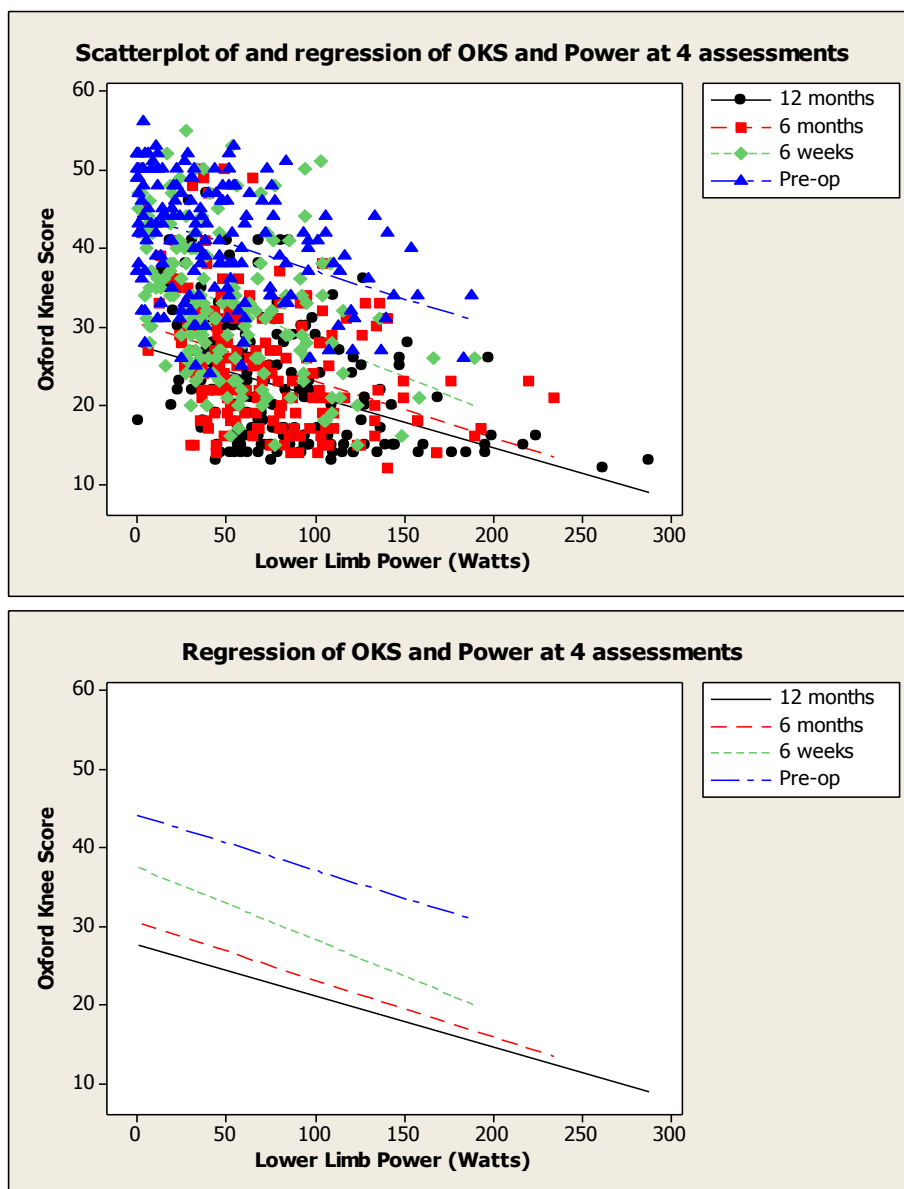 Scatterplot of and regression of OKS and Power at 4 assessments
60
50
40
30
20
10
Oxford Knee Score
0
50
100
150
200
250
300
Lower Limb Power (Watts)
12 months
6 months
6 weeks
Pre-op
Regression of OKS and Power at 4 assessments
60
50
40
30
20
10
Oxford Knee Score
0
50
100
150
200
250
300
Lower Limb Power (Watts)
12 months
6 months
6 weeks
Pre-op